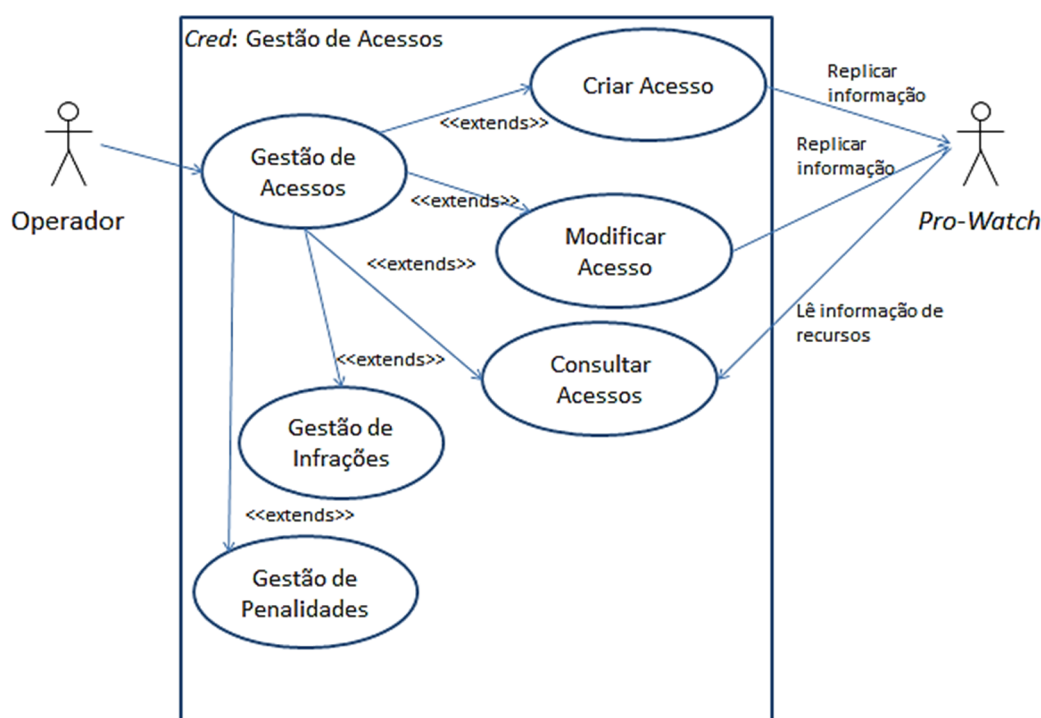 Cred: Gestão de Acessos
Criar Acesso
Replicar
informação
<<extends>>
Gestão de
Acessos
Replicar
informação
<<extends>>
Operador
Pro-Watch
Modificar
Acesso
<<extends>>
Lê informação de
recursos
<<extends>>
Consultar
Acessos
Gestão de
Infrações
<<extends>>
Gestão de
Penalidades